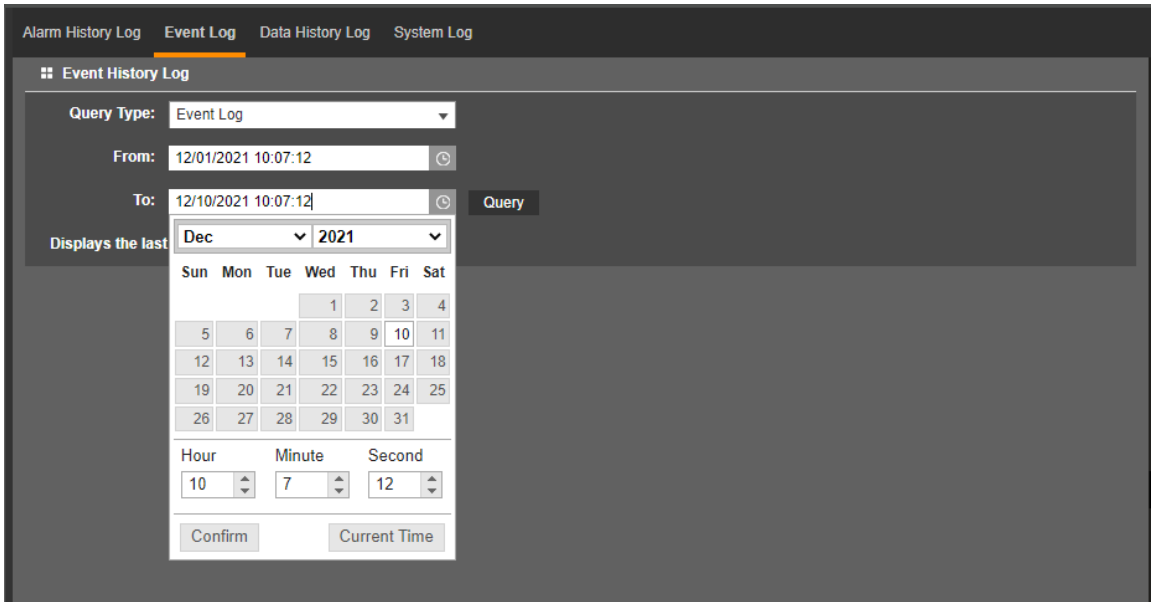 Alarm History Log Event Log Data History Log System Log
Event History Log
Query Type: Event Log
From: 12/01/2021 10:07:12
To: 12/10/2021 10:07:12 Query
Displays the last
Dec 2021
Sun Mon Tue Wed Thu Fri Sat
1 2 3 4
5 6 7 8 9 10 11
12 13 14 15 16 17 18
19 20 21 22 23 24 25
26 27 28 29 30 31
Hour Minute Second
10 7 12
Confirm Current Time